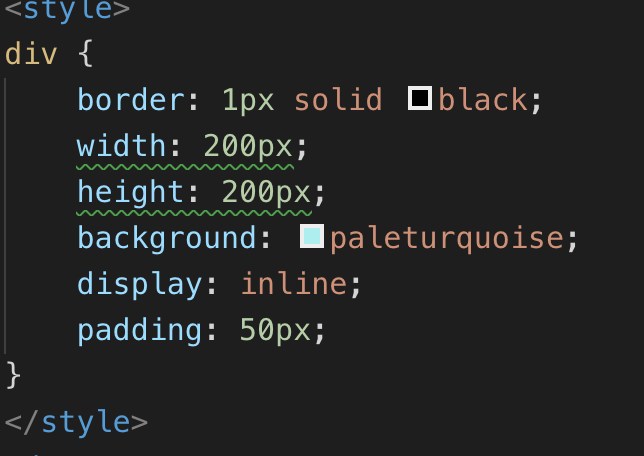 <style>
div {
    border: 1px solid black;
    width: 200px;
    height: 200px;
    background: paleturquoise;
    display: inline;
    padding: 50px;
}
</style>